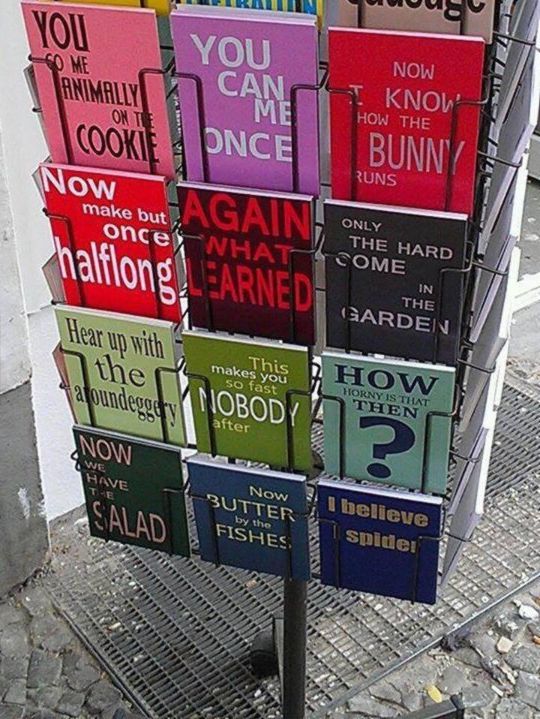 YOU
GO ME
ANIMALLY
ON THE
COOKIE
YOU
CAN
ME
ONCE
NOW
I KNOW
HOW THE
BUNNY
RUNS
Now
make but
once
halflong
AGAIN
WHAT
LEARNED
ONLY
THE HARD
COME
IN
THE
GARDEN
Hear up with
the
aroundeggery
This
makes you
so fast
NOBODY
after
HOW
HORNY IS THAT
THEN
?
NOW
WE
HAVE
THE
SALAD
Now
BUTTER
by the
FISHES
I believe
spider